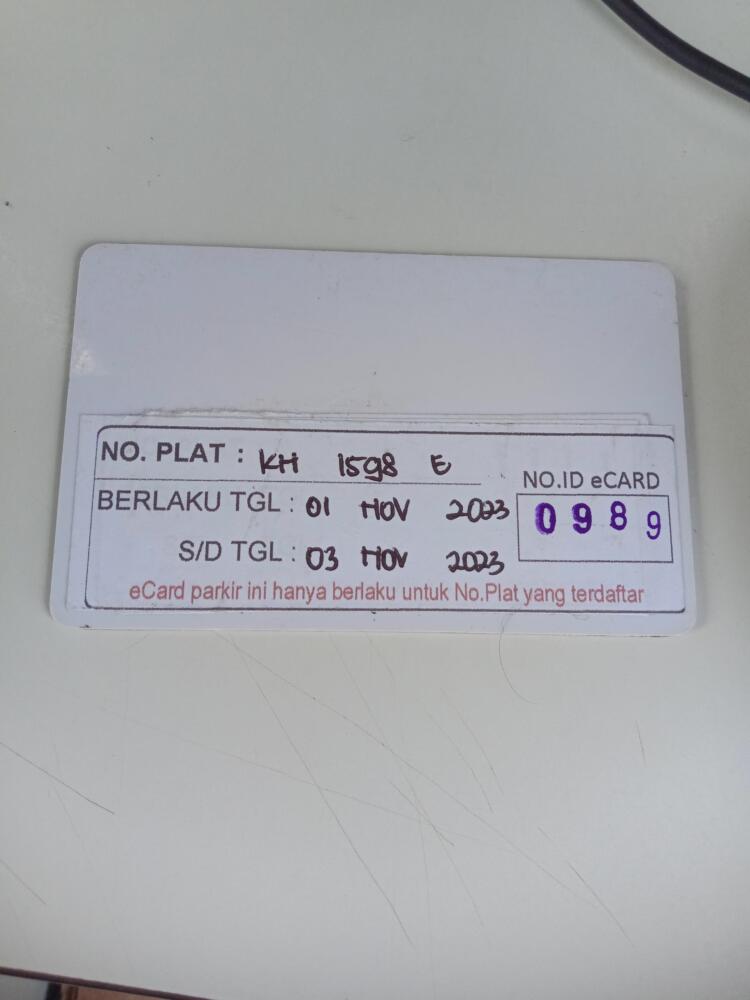 NO. PLAT : KH 1598 E
NO.ID eCARD
BERLAKU TGL : 01 NOV 2023
0989
S/D TGL : 03 NOV 2023
eCard parkir ini hanya berlaku untuk No.Plat yang terdaftar